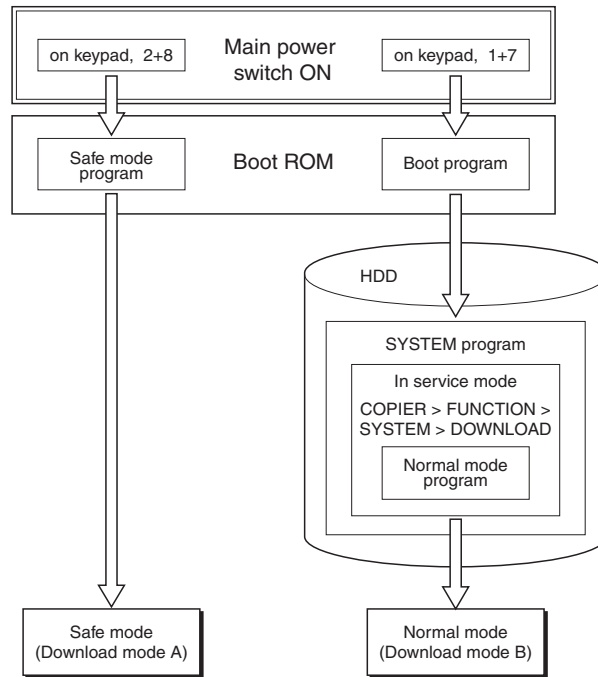 on keypad, 2+8
Main power
switch ON
on keypad, 1+7
Safe mode
program
Boot ROM
Boot program
HDD
SYSTEM program
In service mode
COPIER > FUNCTION >
SYSTEM > DOWNLOAD
Normal mode
program
Safe mode
(Download mode A)
Normal mode
(Download mode B)